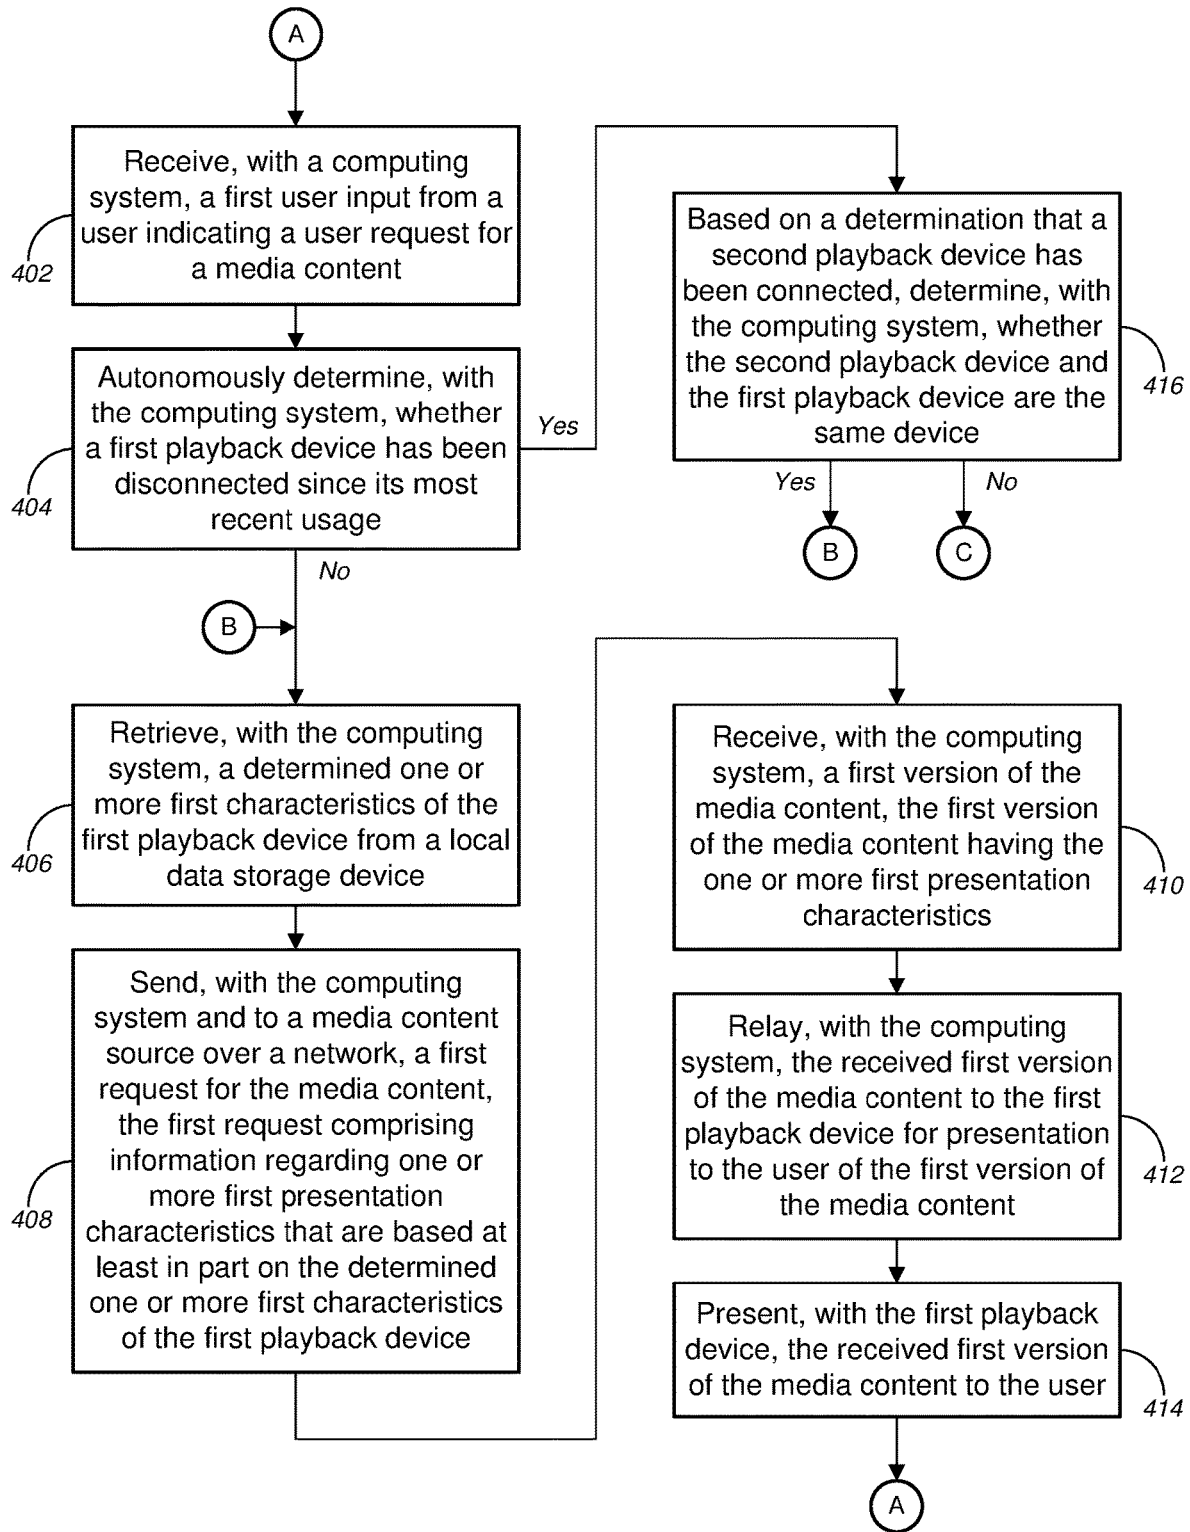 A
Receive, with a computing
system, a first user input from a
user indicating a user request for
a media content
402
Autonomously determine, with
the computing system, whether
a first playback device has been
disconnected since its most
recent usage
404
Yes
No
Based on a determination that a
second playback device has
been connected, determine, with
the computing system, whether
the second playback device and
the first playback device are the
same device
416
Yes
No
B
C
B
Retrieve, with the computing
system, a determined one or
more first characteristics of the
first playback device from a local
data storage device
406
Send, with the computing
system and to a media content
source over a network, a first
request for the media content,
the first request comprising
information regarding one or
more first presentation
characteristics that are based at
least in part on the determined
one or more first characteristics
of the first playback device
408
Receive, with the computing
system, a first version of the
media content, the first version
of the media content having the
one or more first presentation
characteristics
410
Relay, with the computing
system, the received first version
of the media content to the first
playback device for presentation
to the user of the first version of
the media content
412
Present, with the first playback
device, the received first version
of the media content to the user
414
A